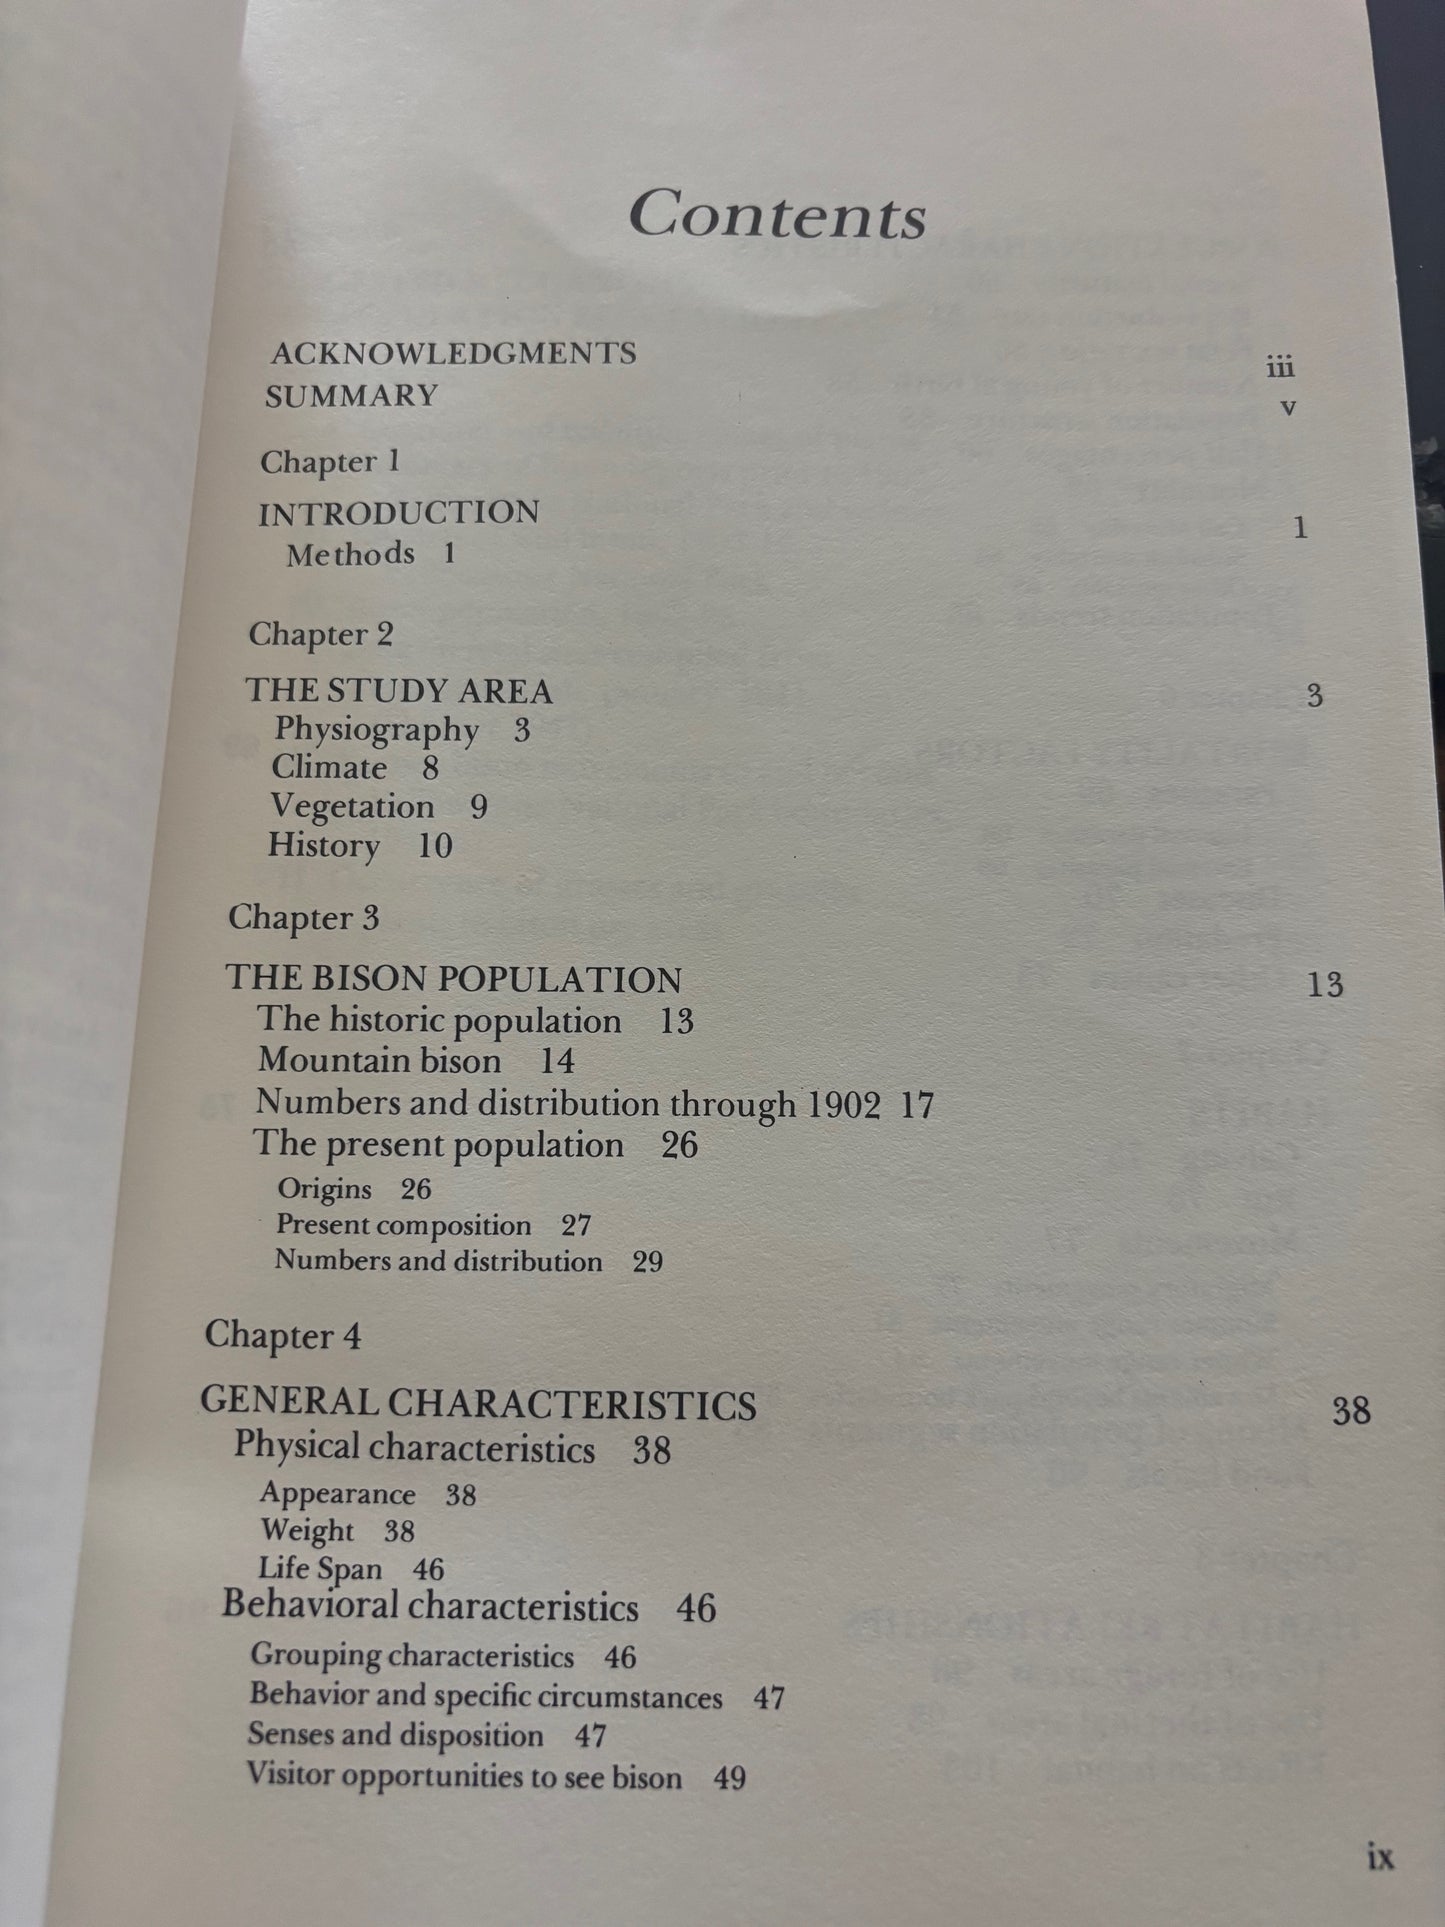 Contents
ACKNOWLEDGMENTS iii
SUMMARY v
Chapter 1
INTRODUCTION 1
Methods 1
Chapter 2
THE STUDY AREA 3
Physiography 3
Climate 8
Vegetation 9
History 10
Chapter 3
THE BISON POPULATION 13
The historic population 13
Mountain bison 14
Numbers and distribution through 1902 17
The present population 26
Origins 26
Present composition 27
Numbers and distribution 29
Chapter 4
GENERAL CHARACTERISTICS 38
Physical characteristics 38
Appearance 38
Weight 38
Life Span 46
Behavioral characteristics 46
Grouping characteristics 46
Behavior and specific circumstances 47
Senses and disposition 47
Visitor opportunities to see bison 49
ix